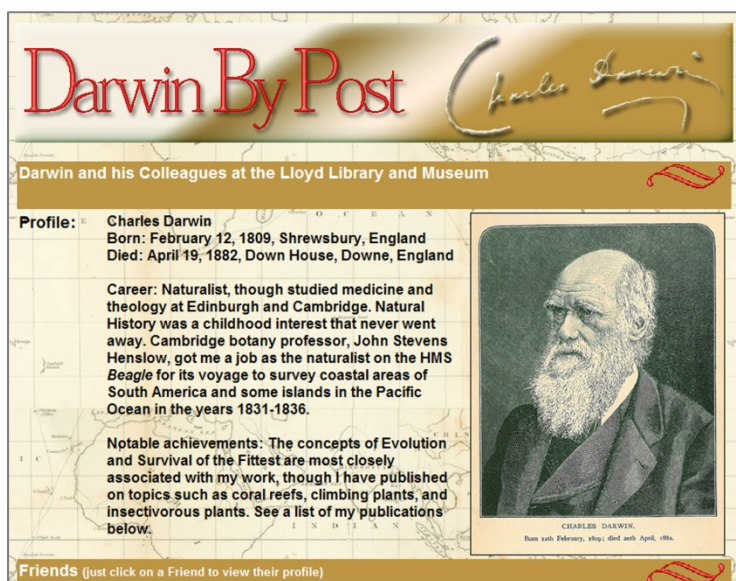 Darwin By Post
Charles Darwin
Darwin and his Colleagues at the Lloyd Library and Museum
Profile:
Charles Darwin
Born: February 12, 1809, Shrewsbury, England
Died: April 19, 1882, Down House, Downe, England
Career: Naturalist, though studied medicine and
theology at Edinburgh and Cambridge. Natural
History was a childhood interest that never went
away. Cambridge botany professor, John Stevens
Henslow, got me a job as the naturalist on the HMS
Beagle for its voyage to survey coastal areas of
South America and some islands in the Pacific
Ocean in the years 1831-1836.
Notable achievements: The concepts of Evolution
and Survival of the Fittest are most closely
associated with my work, though I have published
on topics such as coral reefs, climbing plants, and
insectivorous plants. See a list of my publications
below.
CHARLES DARWIN.
Born 12th February, 1809; died 20th April, 1882.
Friends (just click on a Friend to view their profile)